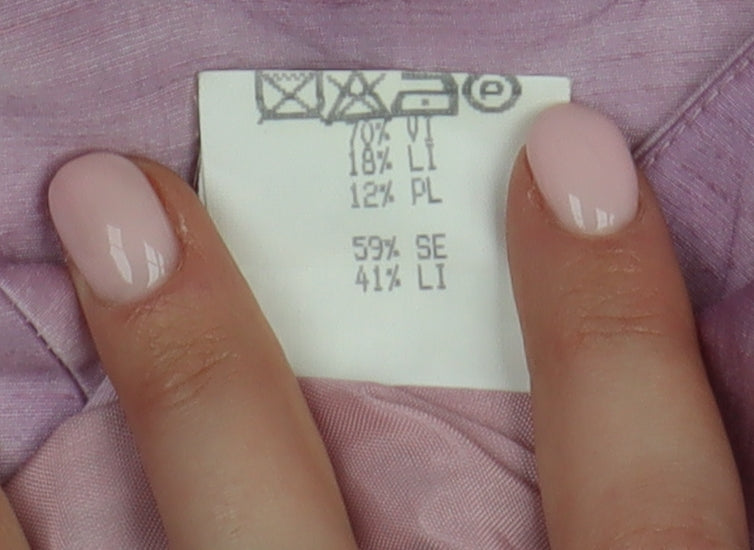 e
70% VI
18% LI
12% PL
59% SE
41% LI